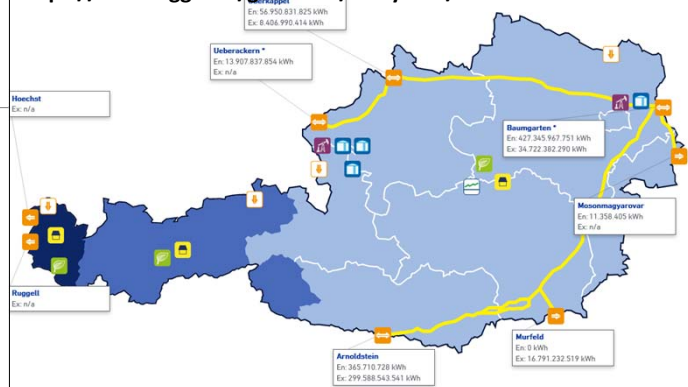 En: 56.950.831.825 kWh
Ex: 8.406.990.414 kWh
Ueberackern *
En: 13.907.837.854 kWh
Ex: n/a
Hoechst
Ex: n/a
Baumgarten *
En: 427.345.967.751 kWh
Ex: 34.722.382.290 kWh
Mosonmagyarovar
En: 11.358.405 kWh
Ex: n/a
Ruggell
Ex: n/a
Murfeld
En: 0 kWh
Ex: 16.791.232.519 kWh
Arnoldstein
En: 365.710.728 kWh
Ex: 299.588.543.541 kWh